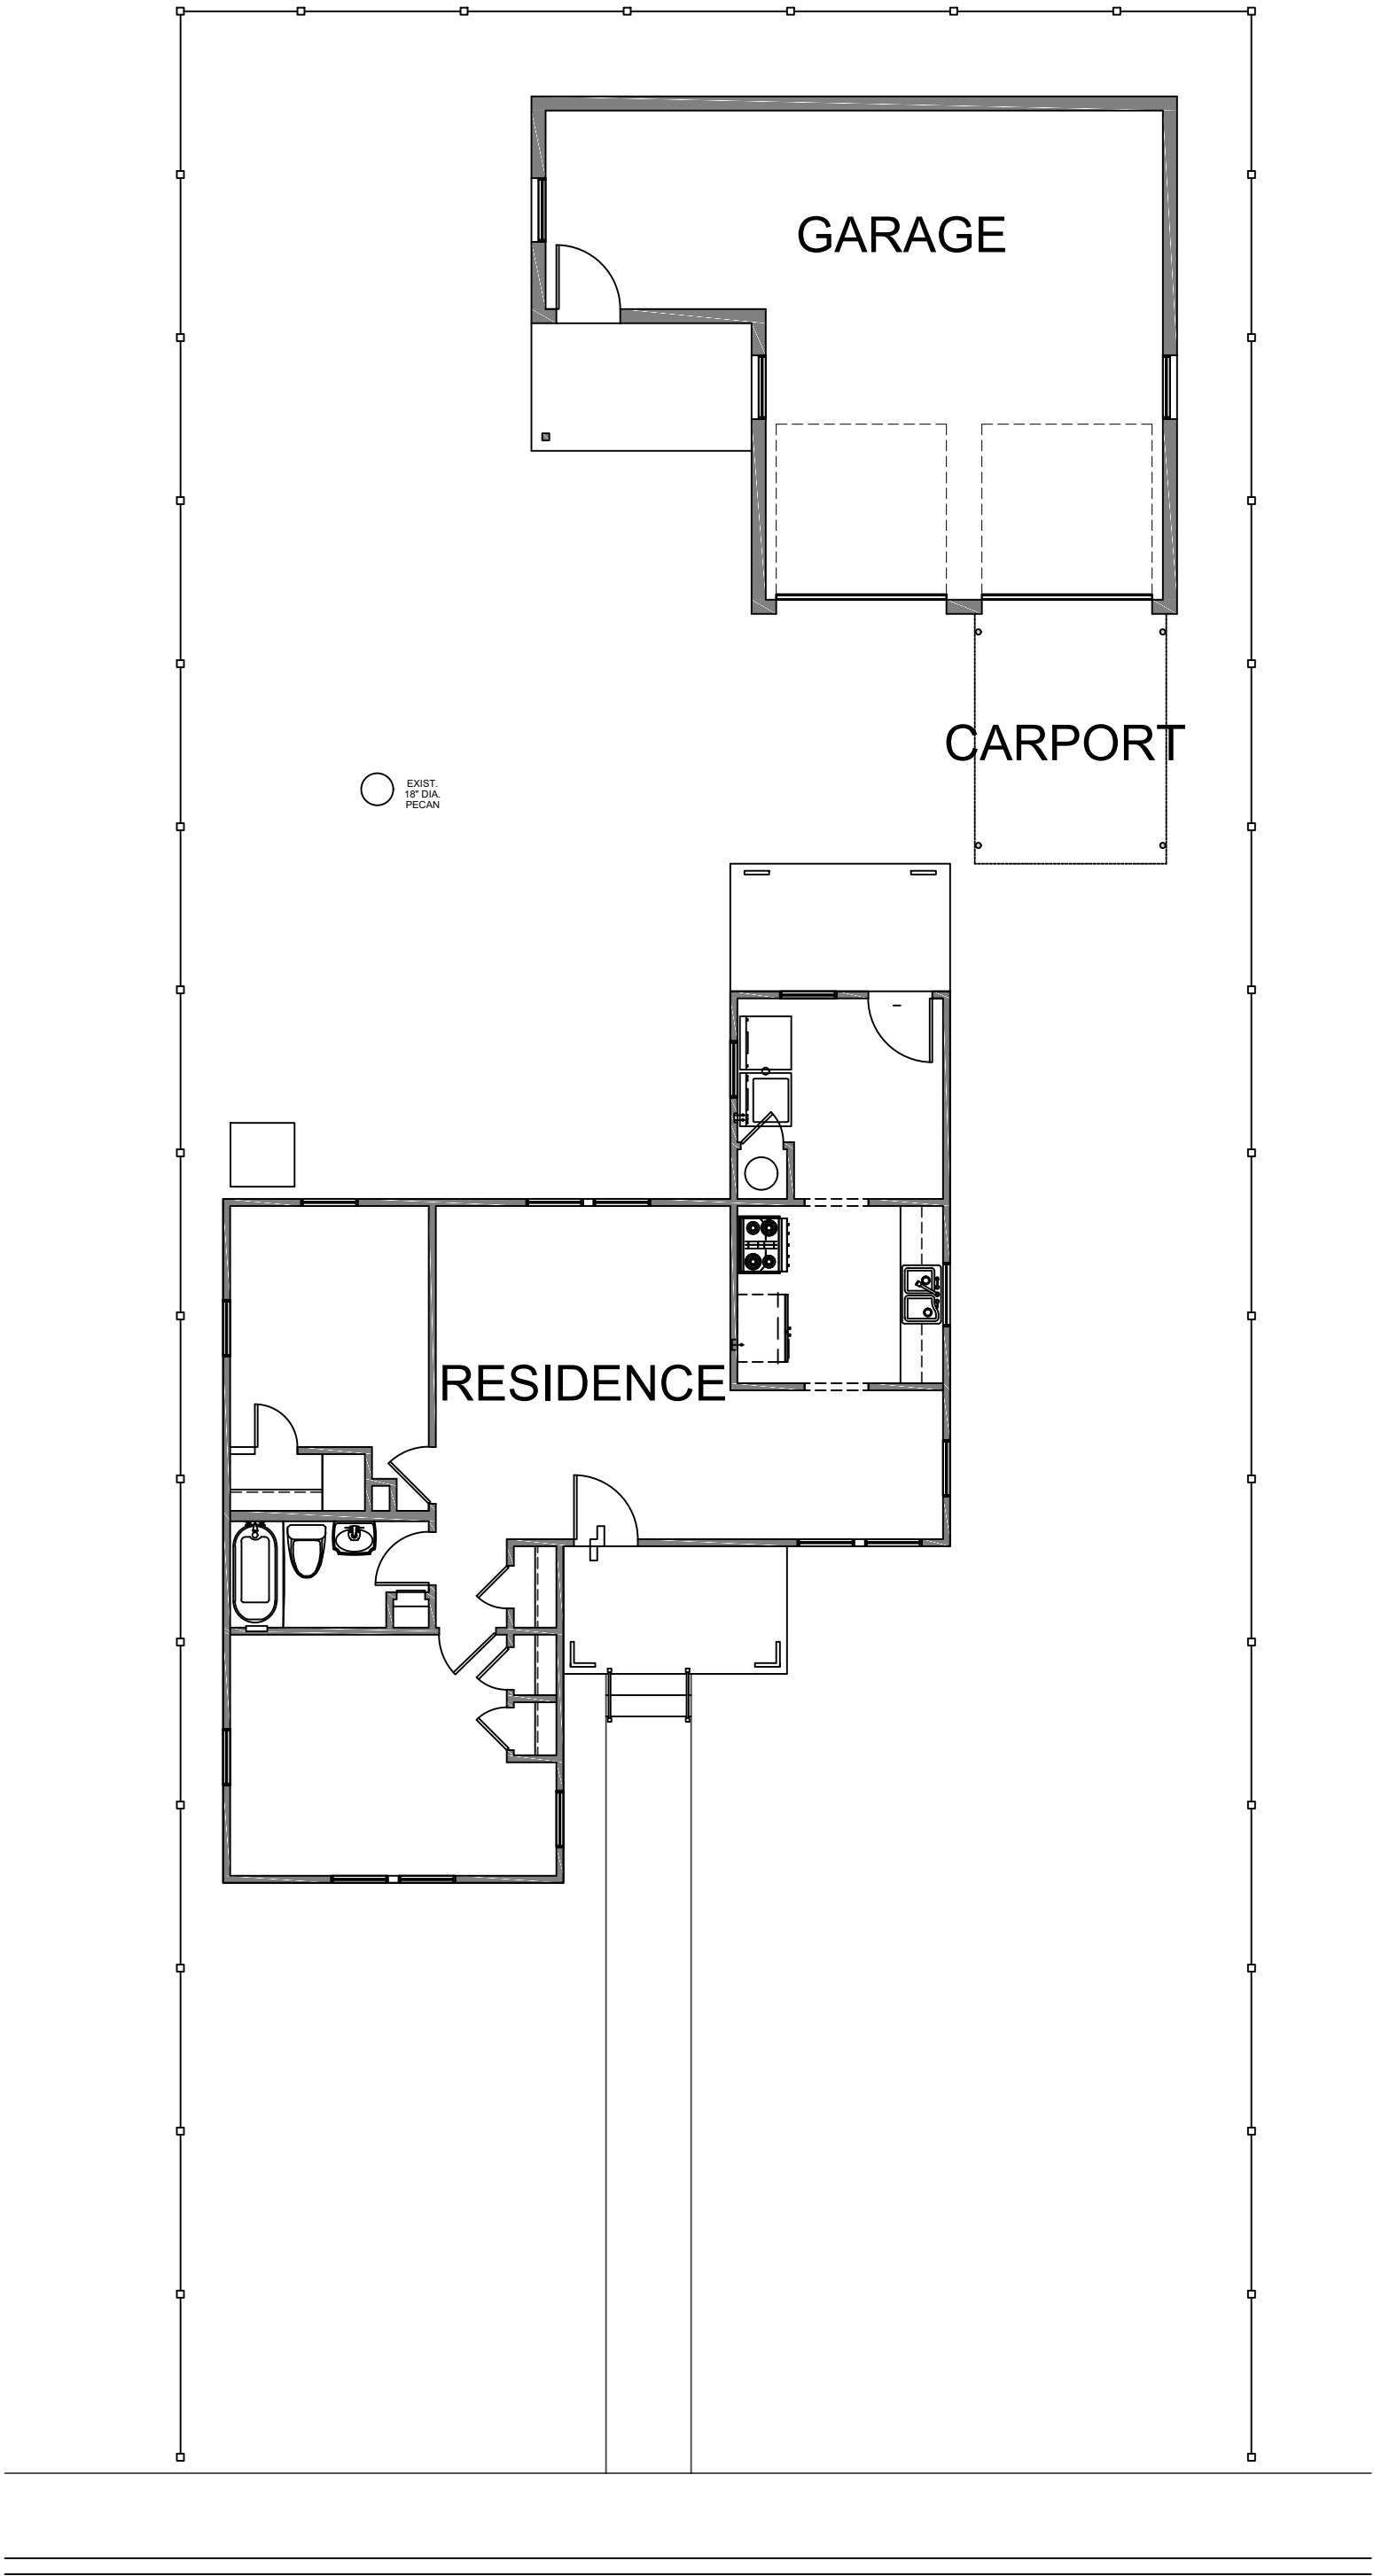 GARAGE
CARPORT
EXIST.
18" DIA.
PECAN
RESIDENCE